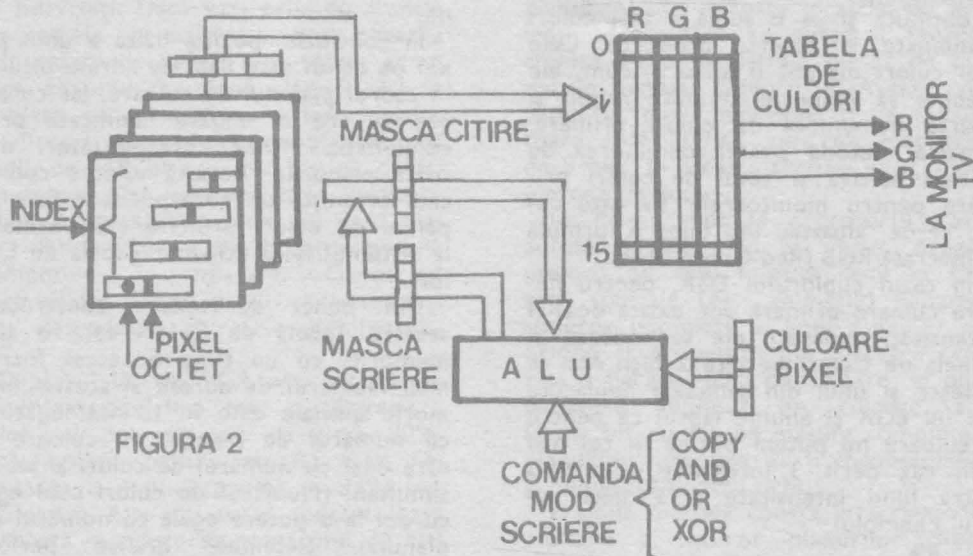 R G B
0
TABELA
DE
CULORI
MASCA CITIRE
R
G
B
LA MONITOR
T.V.
INDEX
15
PIXEL
OCTET
MASCA
SCRIERE
A L U
CULOARE
PIXEL
FIGURA 2
COMANDA
MOD
SCRIERE
COPY
AND
OR
XOR